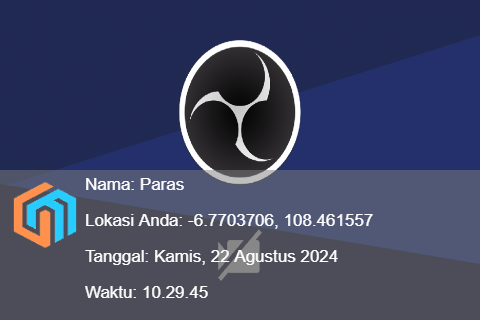 Nama: Paras
Lokasi Anda: -6.7703706, 108.461557
Tanggal: Kamis, 22 Agustus 2024
Waktu: 10.29.45